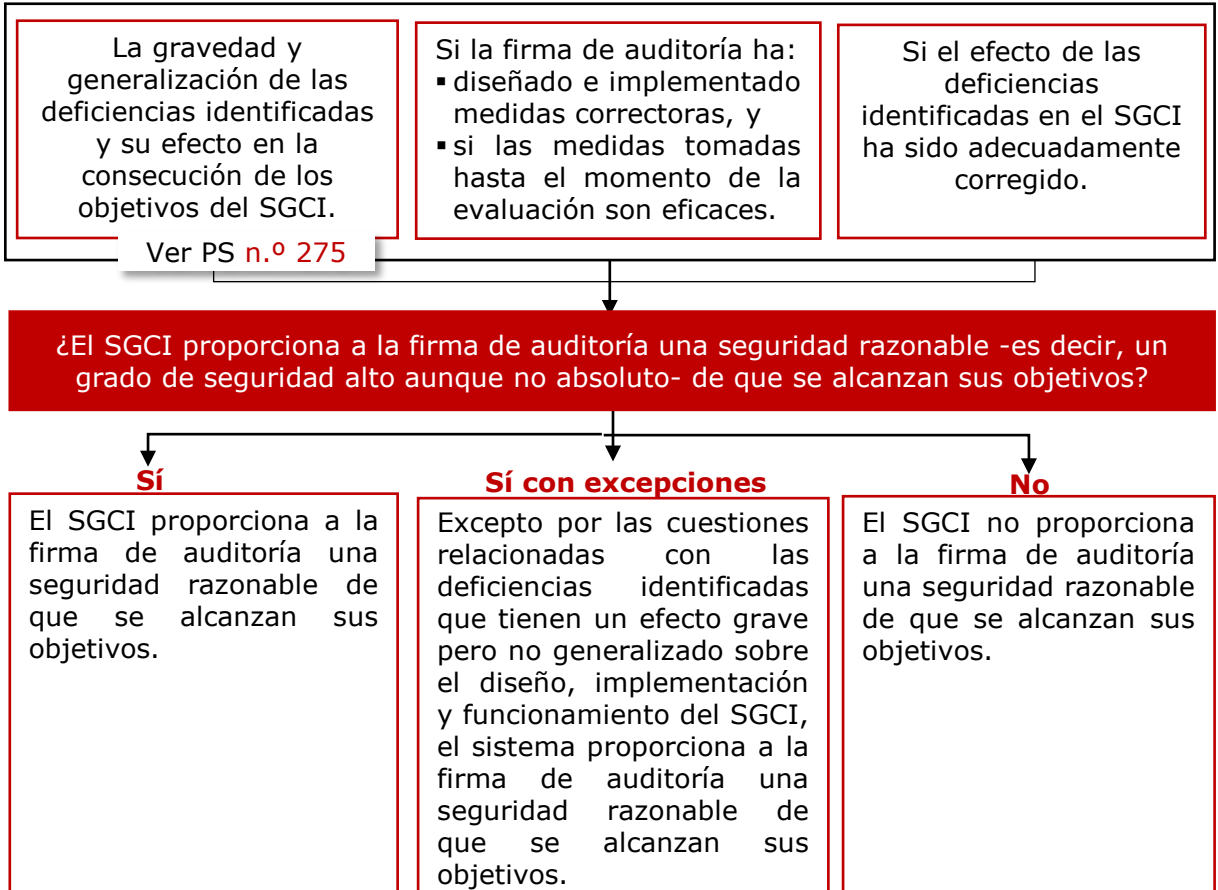 La gravedad y
generalización de las
deficiencias identificadas
y su efecto en la
consecución de los
objetivos del SGCI.
Ver PS n.º 275
Si la firma de auditoría ha:
▪ diseñado e implementado
medidas correctoras, y
▪ si las medidas tomadas
hasta el momento de la
evaluación son eficaces.
Si el efecto de las
deficiencias
identificadas en el SGCI
ha sido adecuadamente
corregido.
¿El SGCI proporciona a la firma de auditoría una seguridad razonable -es decir, un
grado de seguridad alto aunque no absoluto- de que se alcanzan sus objetivos?
Sí
El SGCI proporciona a la
firma de auditoría una
seguridad razonable de
que se alcanzan sus
objetivos.
Sí con excepciones
Excepto por las cuestiones
relacionadas con las
deficiencias identificadas
que tienen un efecto grave
pero no generalizado sobre
el diseño, implementación
y funcionamiento del SGCI,
el sistema proporciona a la
firma de auditoría una
seguridad razonable de
que se alcanzan sus
objetivos.
No
El SGCI no proporciona
a la firma de auditoría
una seguridad razonable
de que se alcanzan sus
objetivos.